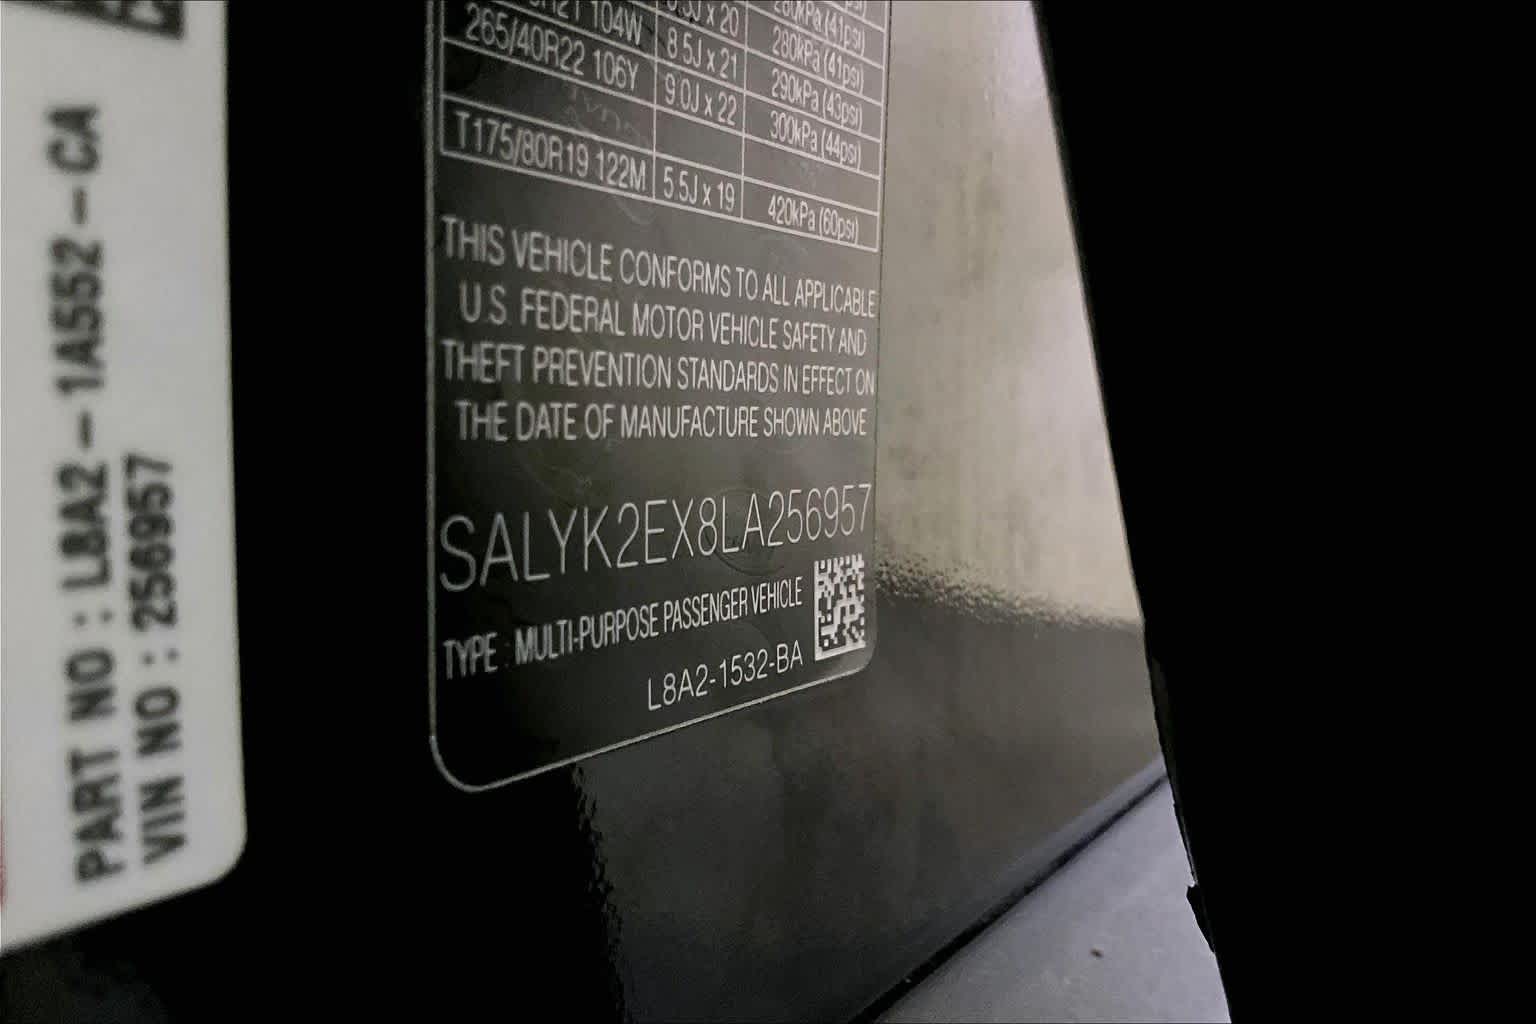 PART NO : L8A2-1A552-CA
VIN NO : 256957
104W
8.5J x 21
280kPa (41psi)
265/40R22 106Y
9.0J x 22
290kPa (43psi)
300kPa (44psi)
T175/80R19 122M
5.5J x 19
420kPa (60psi)
THIS VEHICLE CONFORMS TO ALL APPLICABLE
U.S. FEDERAL MOTOR VEHICLE SAFETY AND
THEFT PREVENTION STANDARDS IN EFFECT ON
THE DATE OF MANUFACTURE SHOWN ABOVE
SALYK2EX8LA256957
TYPE : MULTI-PURPOSE PASSENGER VEHICLE
L8A2-1532-BA